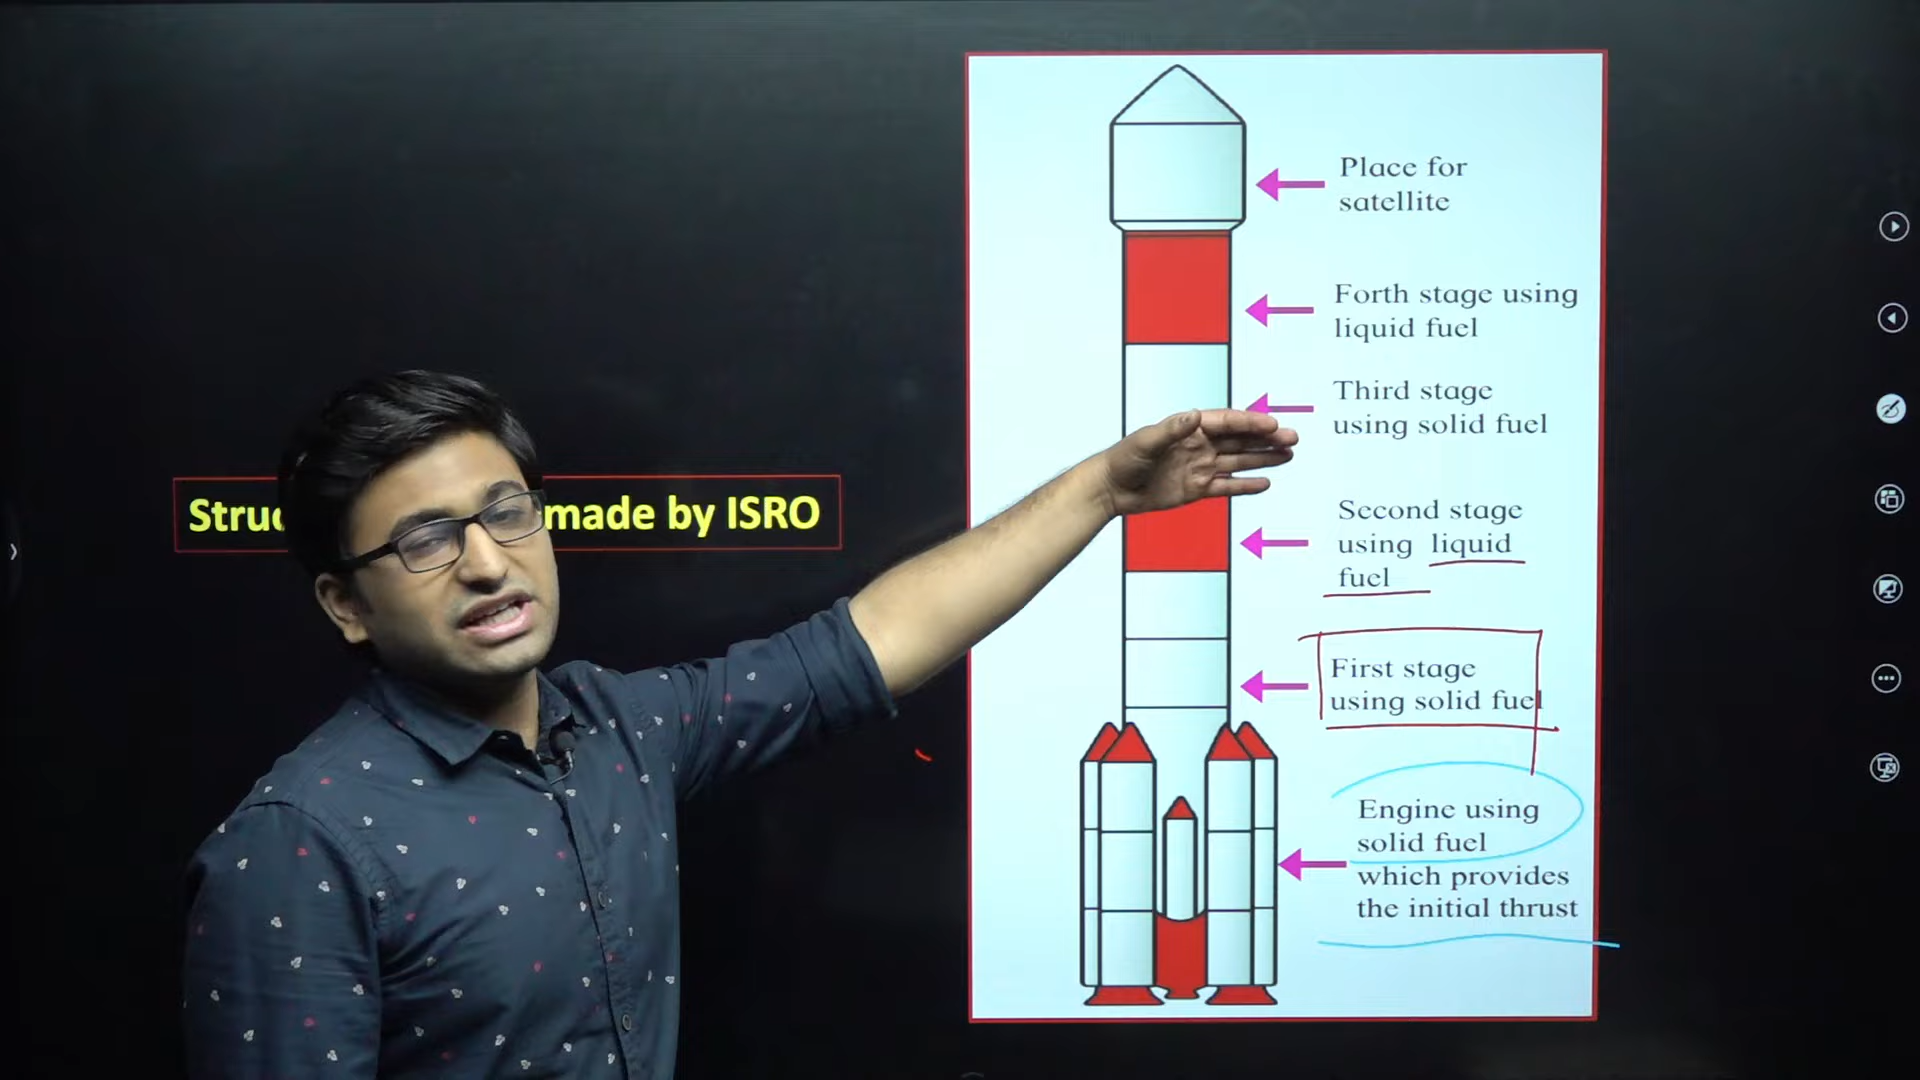 Struc made by ISRO
Place for
satellite
Forth stage using
liquid fuel
Third stage
using solid fuel
Second stage
using liquid
fuel
First stage
using solid fuel
Engine using
solid fuel
which provides
the initial thrust